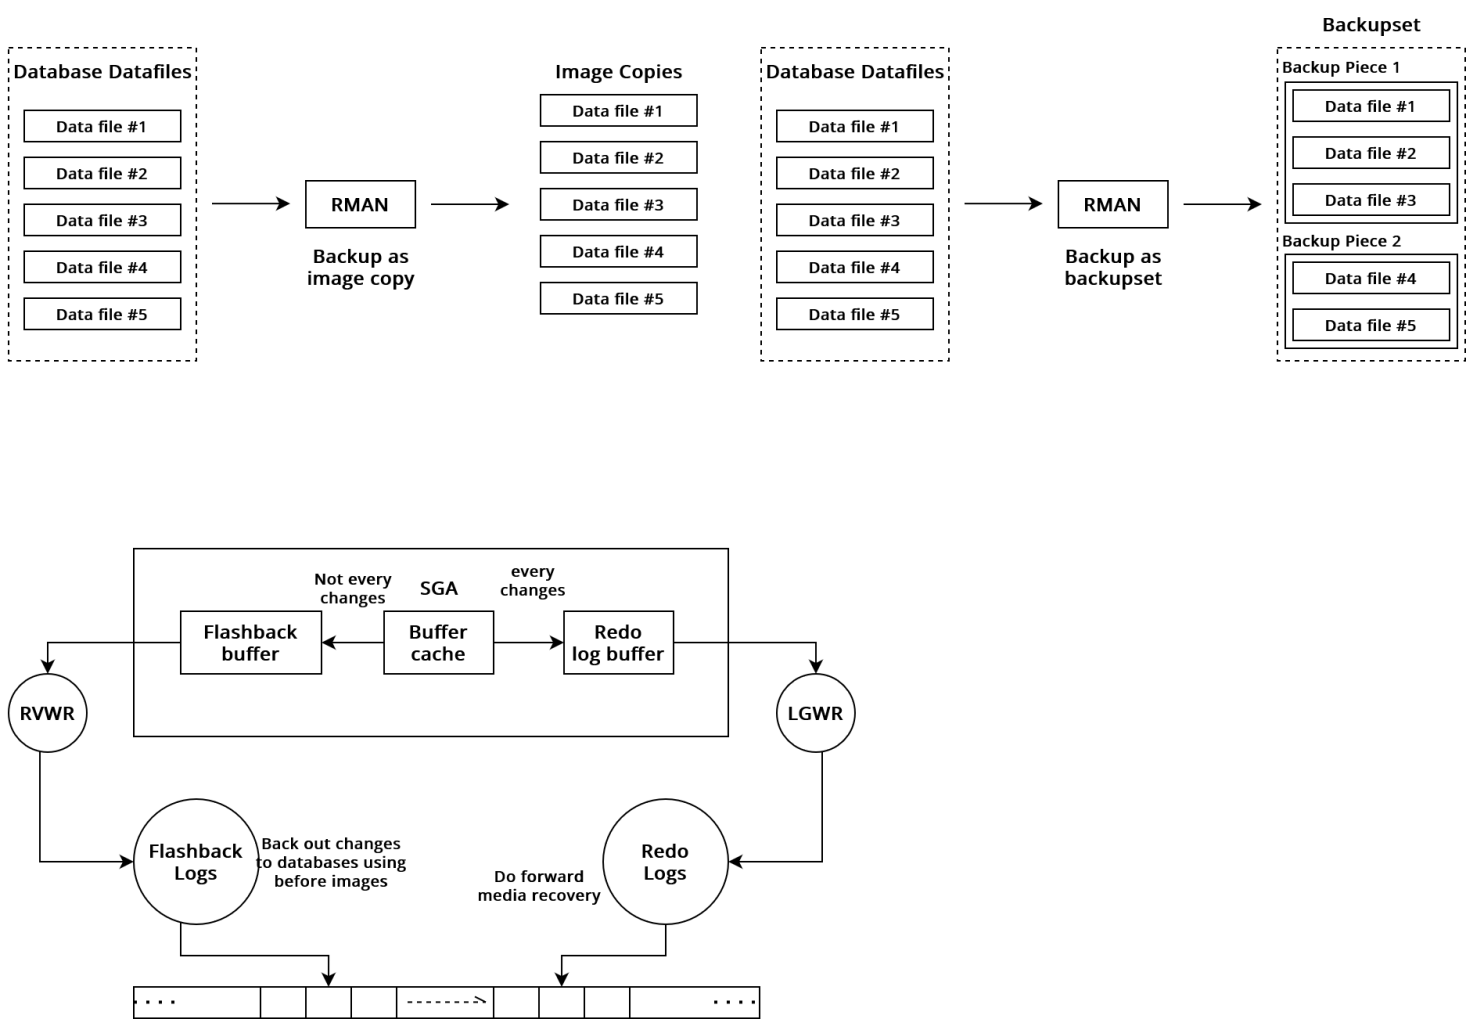 Database Datafiles
Data file #1
Data file #2
Data file #3
Data file #4
Data file #5
RMAN
Backup as
image copy
Image Copies
Data file #1
Data file #2
Data file #3
Data file #4
Data file #5
Database Datafiles
Data file #1
Data file #2
Data file #3
Data file #4
Data file #5
RMAN
Backup as
backupset
Backupset
Backup Piece 1
Data file #1
Data file #2
Data file #3
Backup Piece 2
Data file #4
Data file #5
Not every
changes
SGA
every
changes
Flashback
buffer
Buffer
cache
Redo
log buffer
RVWR
LGWR
Flashback
Logs
Back out changes
to databases using
before images
Do forward
media recovery
Redo
Logs